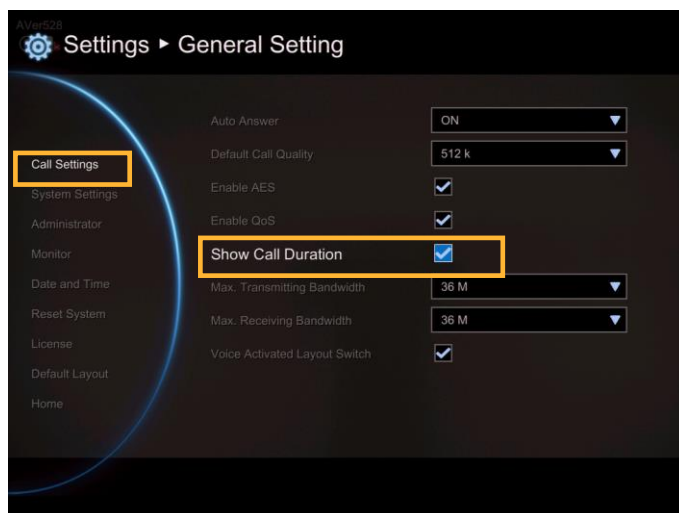 AVer528
Settings ▸ General Setting
Call Settings
System Settings
Administrator
Monitor
Date and Time
Reset System
License
Default Layout
Home
Auto Answer ON
Default Call Quality 512 k
Enable AES
Enable QoS
Show Call Duration
Max. Transmitting Bandwidth 36 M
Max. Receiving Bandwidth 36 M
Voice Activated Layout Switch